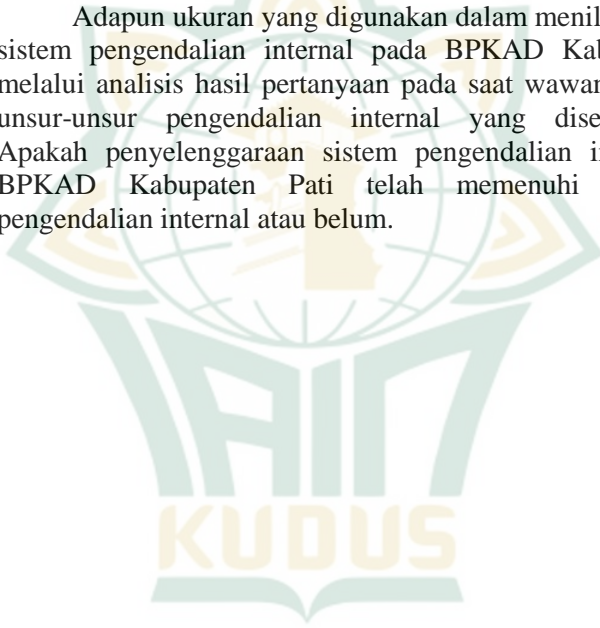 Adapun ukuran yang digunakan dalam menil
sistem pengendalian internal pada BPKAD Kab
melalui analisis hasil pertanyaan pada saat wawan
unsur-unsur pengendalian internal yang dise
Apakah penyelenggaraan sistem pengendalian i
BPKAD Kabupaten Pati telah memenuhi
pengendalian internal atau belum.
IAIN
KUDUS